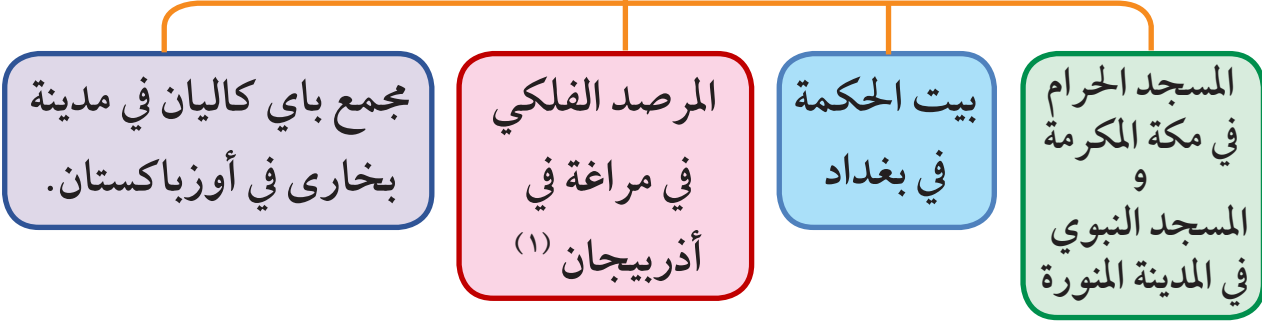 المسجد الحرام
في مكة المكرمة
و
المسجد النبوي
في المدينة المنورة
بيت الحكمة
في بغداد
المرصد الفلكي
في مراغة في
أذربيجان (١)
مجمع باي كاليان في مدينة
بخارى في أوزباكستان.